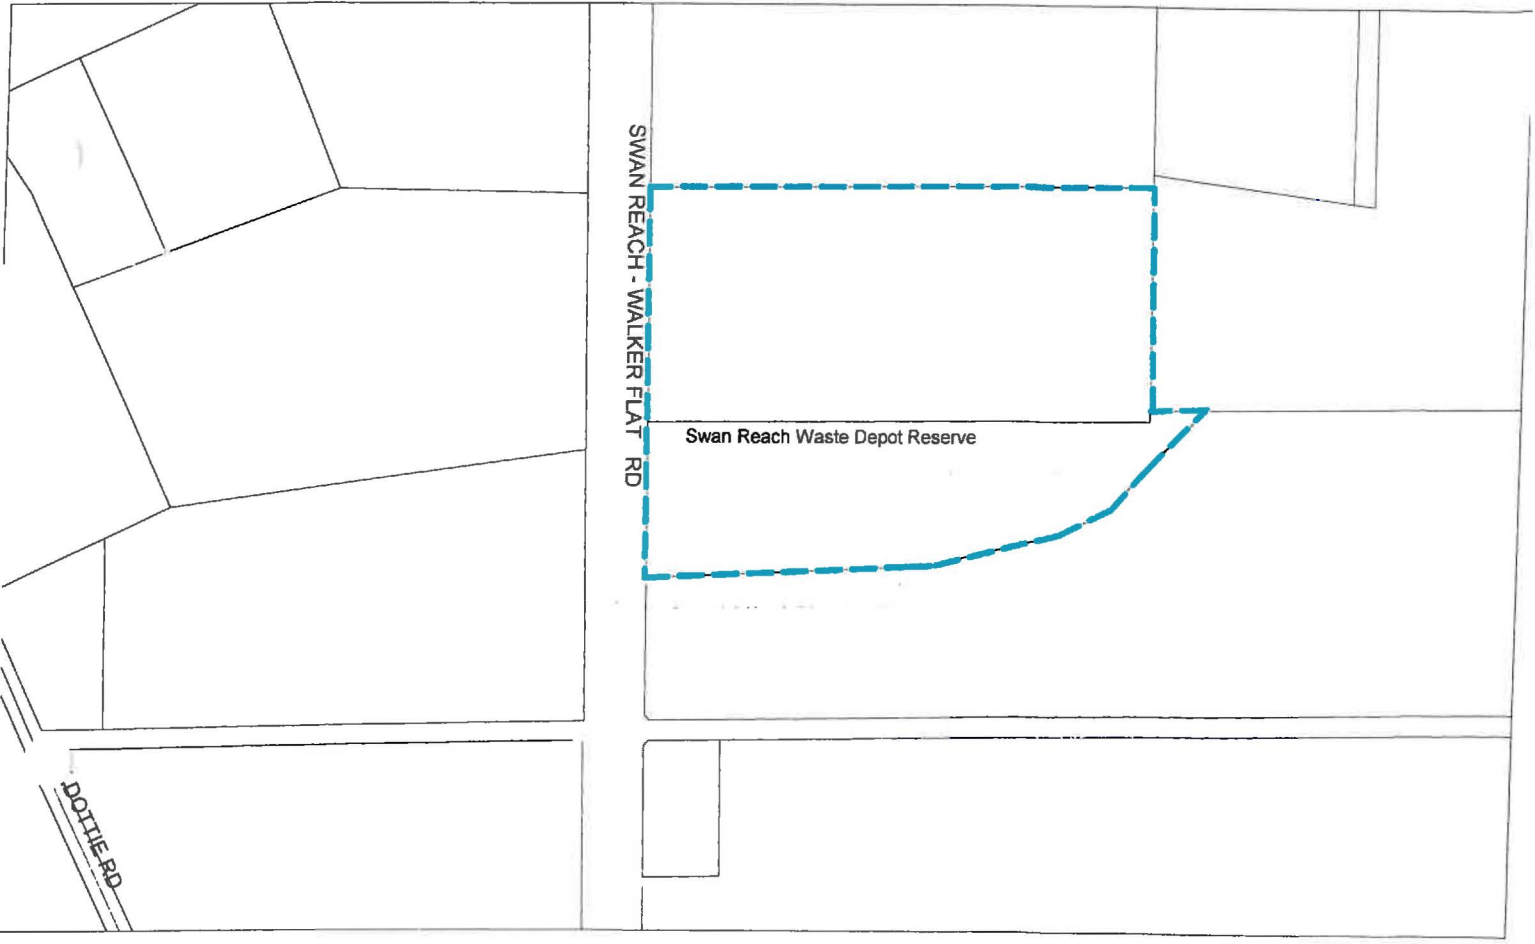 SWAN REACH - WALKER FLAT RD
Swan Reach Waste Depot Reserve
DOTTIE RD